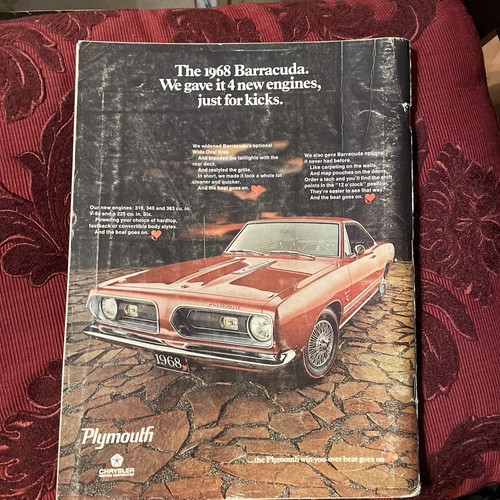 The 1968 Barracuda.
We gave it 4 new engines,
just for kicks.
We widened Barracuda's optional
Wide Oval tires.
And blended the taillights with the
rear deck.
And restyled the grille.
In short, we made it look a whole lot
cleaner and quicker.
And the beat goes on.
We also gave Barracuda options
it never had before.
Like carpeting on the walls.
And map pouches on the doors.
Order a tach and you'll find the shift
points in the "12 o'clock" position.
They're easier to see that way.
And the beat goes on.
Our new engines: 318, 340 and 383 cu. in.
V-8s and a 225 cu. in. Six.
Powering your choice of hardtop,
fastback or convertible body styles.
And the beat goes on.
1968
Plymouth
CHRYSLER
MOTORS CORPORATION
...the Plymouth win you over beat goes on